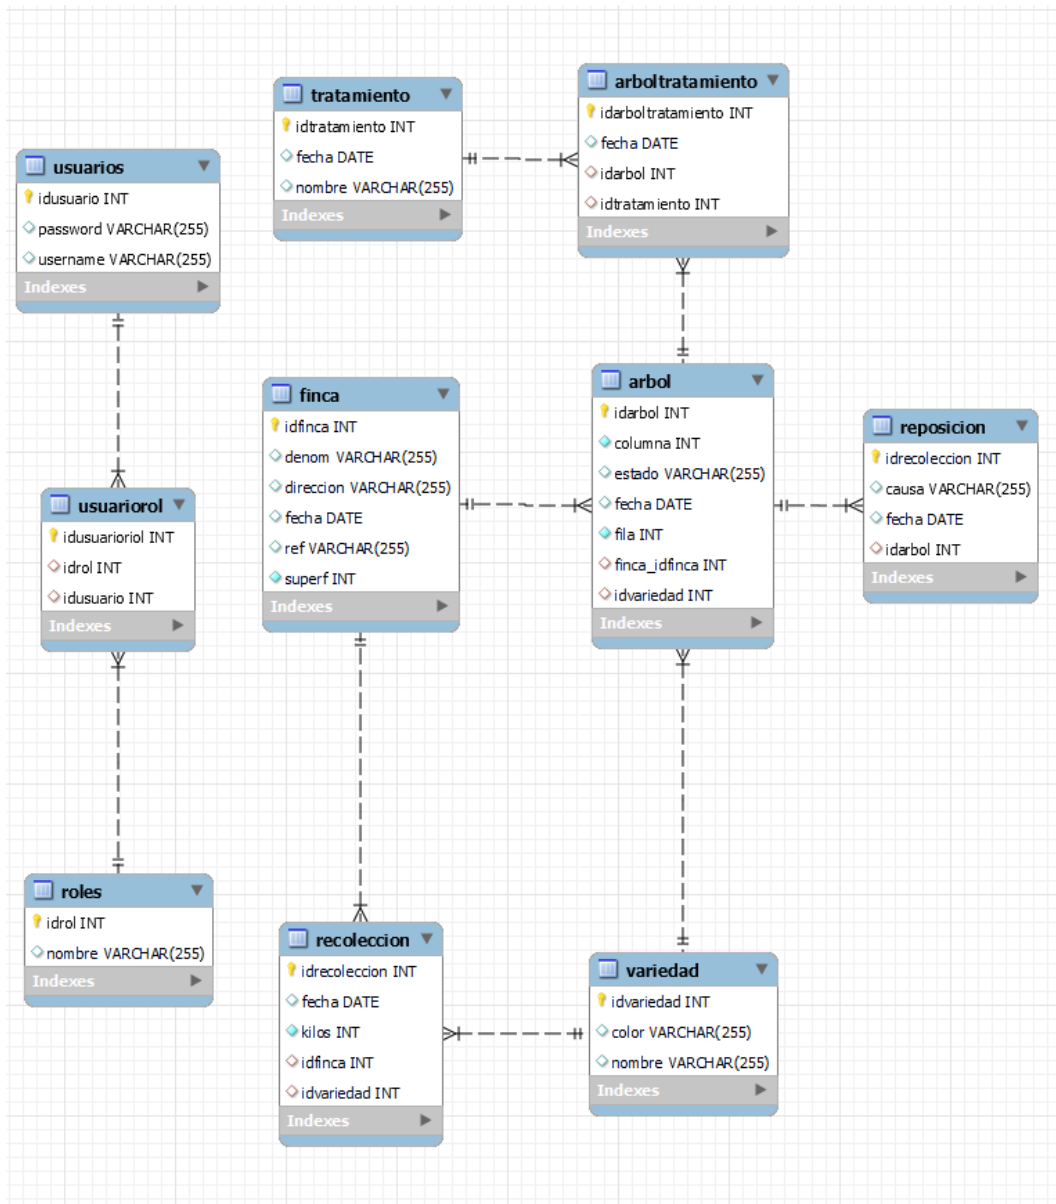 tratamiento
idtratamiento INT
fecha DATE
nombre VARCHAR(255)
Indexes
arboltratamiento
idarboltratamiento INT
fecha DATE
idarbol INT
idtratamiento INT
Indexes
usuarios
idusuario INT
password VARCHAR(255)
username VARCHAR(255)
Indexes
finca
idfinca INT
denom VARCHAR(255)
direccion VARCHAR(255)
fecha DATE
ref VARCHAR(255)
superf INT
Indexes
arbol
idarbol INT
columna INT
estado VARCHAR(255)
fecha DATE
fila INT
finca_idfinca INT
idvariedad INT
Indexes
reposicion
idrecoleccion INT
causa VARCHAR(255)
fecha DATE
idarbol INT
Indexes
usuariorol
idusuarioriol INT
idrol INT
idusuario INT
Indexes
roles
idrol INT
nombre VARCHAR(255)
Indexes
recoleccion
idrecoleccion INT
fecha DATE
kilos INT
idfinca INT
idvariedad INT
Indexes
variedad
idvariedad INT
color VARCHAR(255)
nombre VARCHAR(255)
Indexes